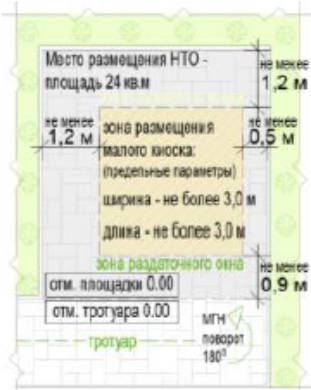 Место размещения НТО -
площадь 24 кв.м
не менее
1,2 м
не менее
1,2 м
зона размещения
малого киоска:
(предельные параметры)
ширина - не более 3,0 м
длина - не более 3,0 м
не менее
0,5 м
зона раздаточного окна
не менее
0,9 м
отм. площадки 0.00
отм. тротуара 0.00
тротуар
МГН
поворот
180⁰